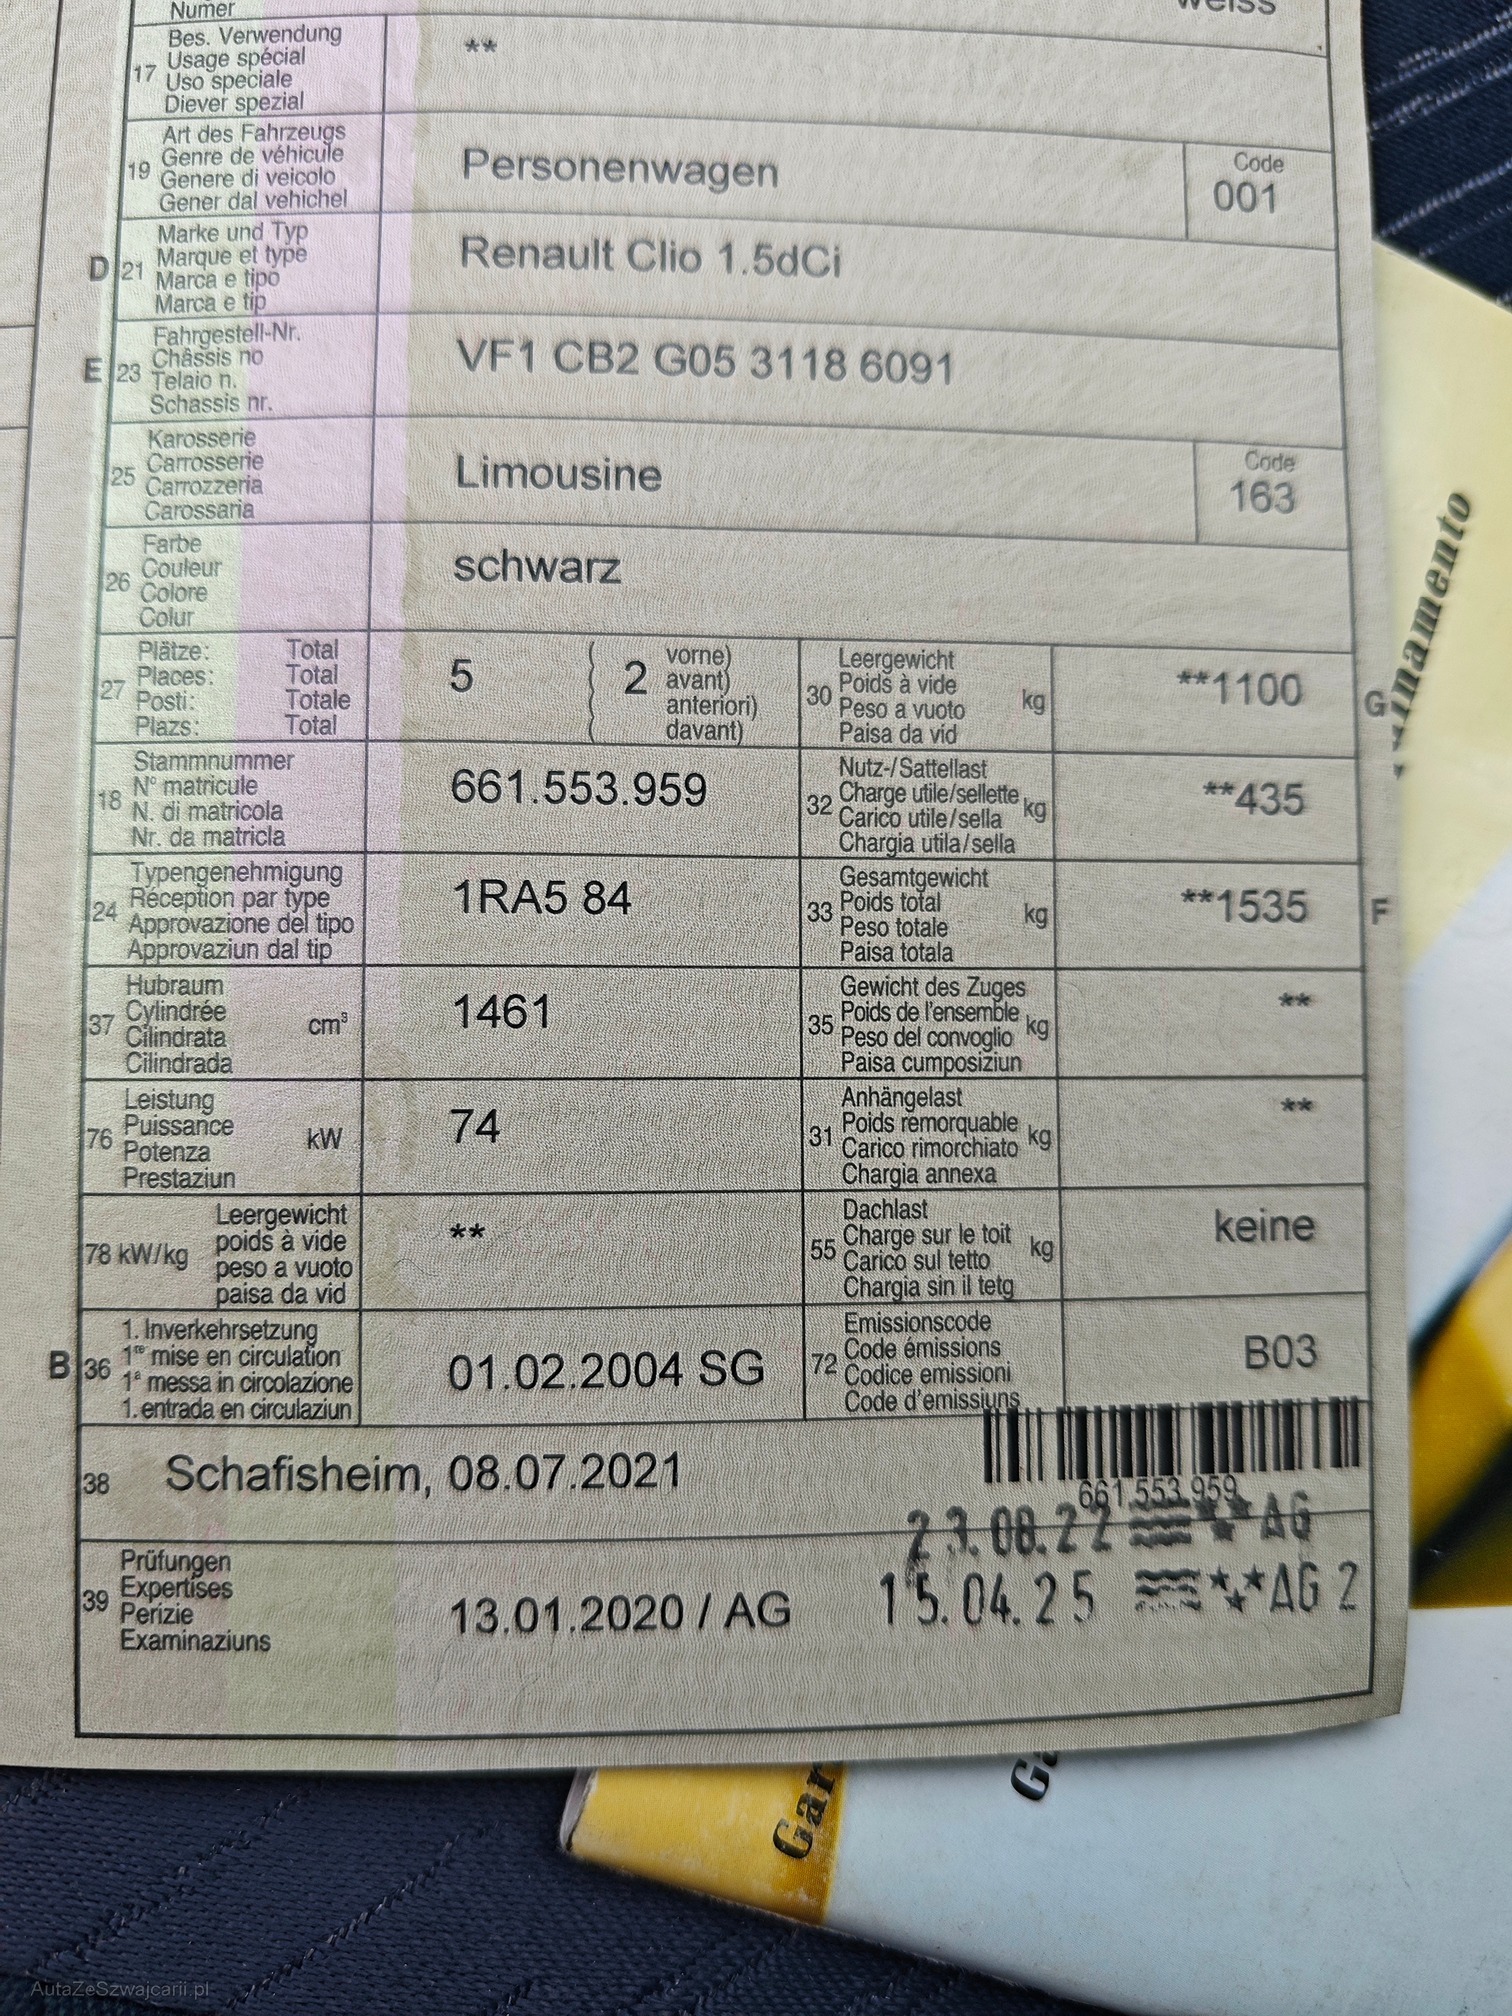 Numer
weiss
17 Bes. Verwendung
Usage spécial
Uso speciale
Diever spezial
**
19 Art des Fahrzeugs
Genre de véhicule
Genere di veicolo
Gener dal vehichel
Personenwagen
Code
001
D 21 Marke und Typ
Marque et type
Marca e tipo
Marca e tip
Renault Clio 1.5dCi
E 23 Fahrgestell-Nr.
Châssis no
Telaio n.
Schassis nr.
VF1 CB2 G05 3118 6091
25 Karosserie
Carrosserie
Carrozzeria
Carossaria
Limousine
Code
163
26 Farbe
Couleur
Colore
Colur
schwarz
27 Plätze: Total
Places: Total
Posti: Totale
Plazs: Total
5 ( 2
vorne)
avant)
anteriori)
davant)
30 Leergewicht
Poids à vide
Peso a vuoto
Paisa da vid
kg
**1100
G
18 Stammnummer
N° matricule
N. di matricola
Nr. da matricla
661.553.959
32 Nutz-/Sattellast
Charge utile/sellette
Carico utile/sella
Chargia utila/sella
kg
**435
24 Typengenehmigung
Réception par type
Approvazione del tipo
Approvaziun dal tip
1RA5 84
33 Gesamtgewicht
Poids total
Peso totale
Paisa totala
kg
**1535
F
37 Hubraum
Cylindrée
Cilindrata
Cilindrada
cm³
1461
35 Gewicht des Zuges
Poids de l'ensemble
Peso del convoglio
Paisa cumposiziun
kg
**
76 Leistung
Puissance
Potenza
Prestaziun
kW
74
31 Anhängelast
Poids remorquable
Carico rimorchiato
Chargia annexa
kg
**
78 kW/kg
Leergewicht
poids à vide
peso a vuoto
paisa da vid
**
55 Dachlast
Charge sur le toit
Carico sul tetto
Chargia sin il tetg
kg
keine
B 36 1. Inverkehrsetzung
1re mise en circulation
1a messa in circolazione
1. entrada en circulaziun
01.02.2004 SG
72 Emissionscode
Code émissions
Codice emissioni
Code d'emissiuns
B03
38 Schafisheim, 08.07.2021
661.553.959
23.08.22 AG
39 Prüfungen
Expertises
Perizie
Examinaziuns
13.01.2020 / AG
15.04.25 AG 2
AutaZeSzwajcarii.pl